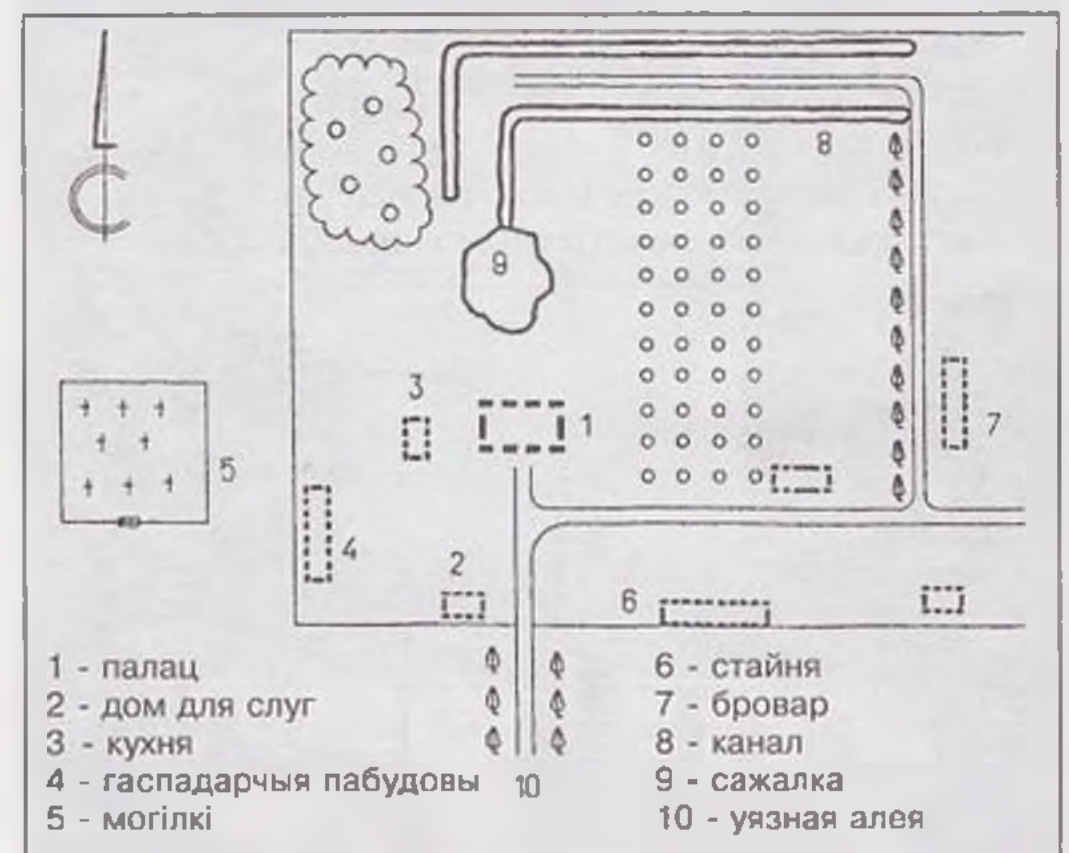 8
9
3
1
7
5
4
2
6
1 - палац
2 - дом для слуг
3 - кухня
4 - гаспадарчыя пабудовы
5 - могілкі
10
6 - стайня
7 - бровар
8 - канал
9 - сажалка
10 - уязная алея